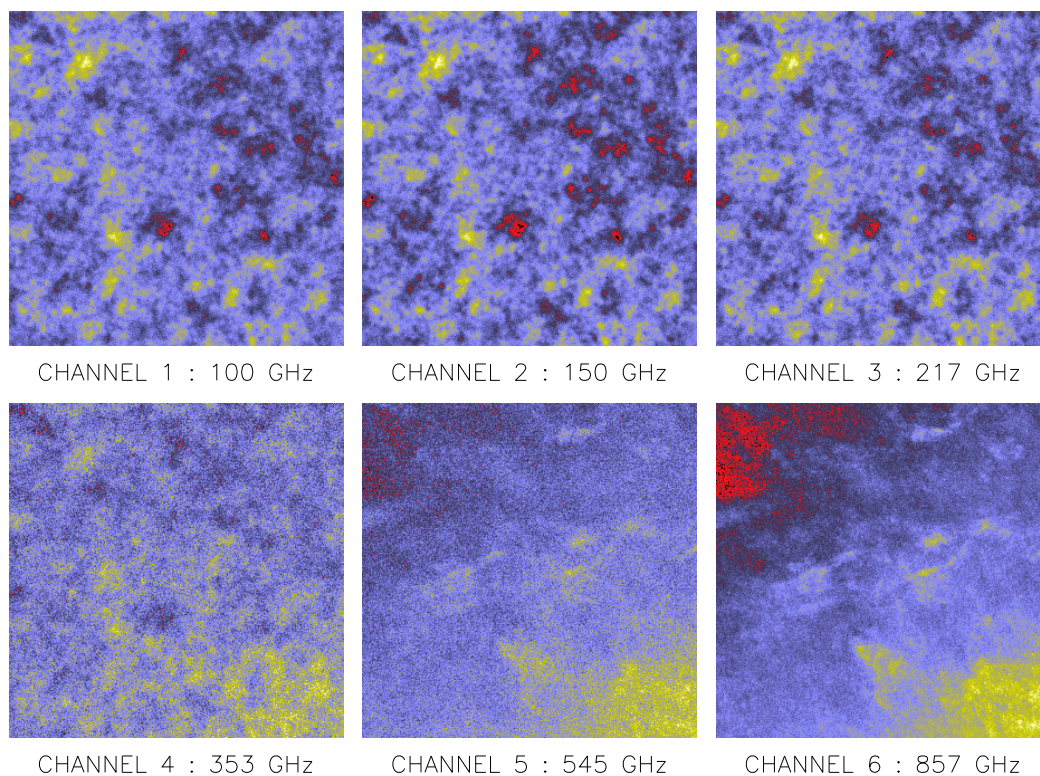 CHANNEL 1 : 100 GHz
CHANNEL 2 : 150 GHz
CHANNEL 3 : 217 GHz
CHANNEL 4 : 353 GHz
CHANNEL 5 : 545 GHz
CHANNEL 6 : 857 GHz